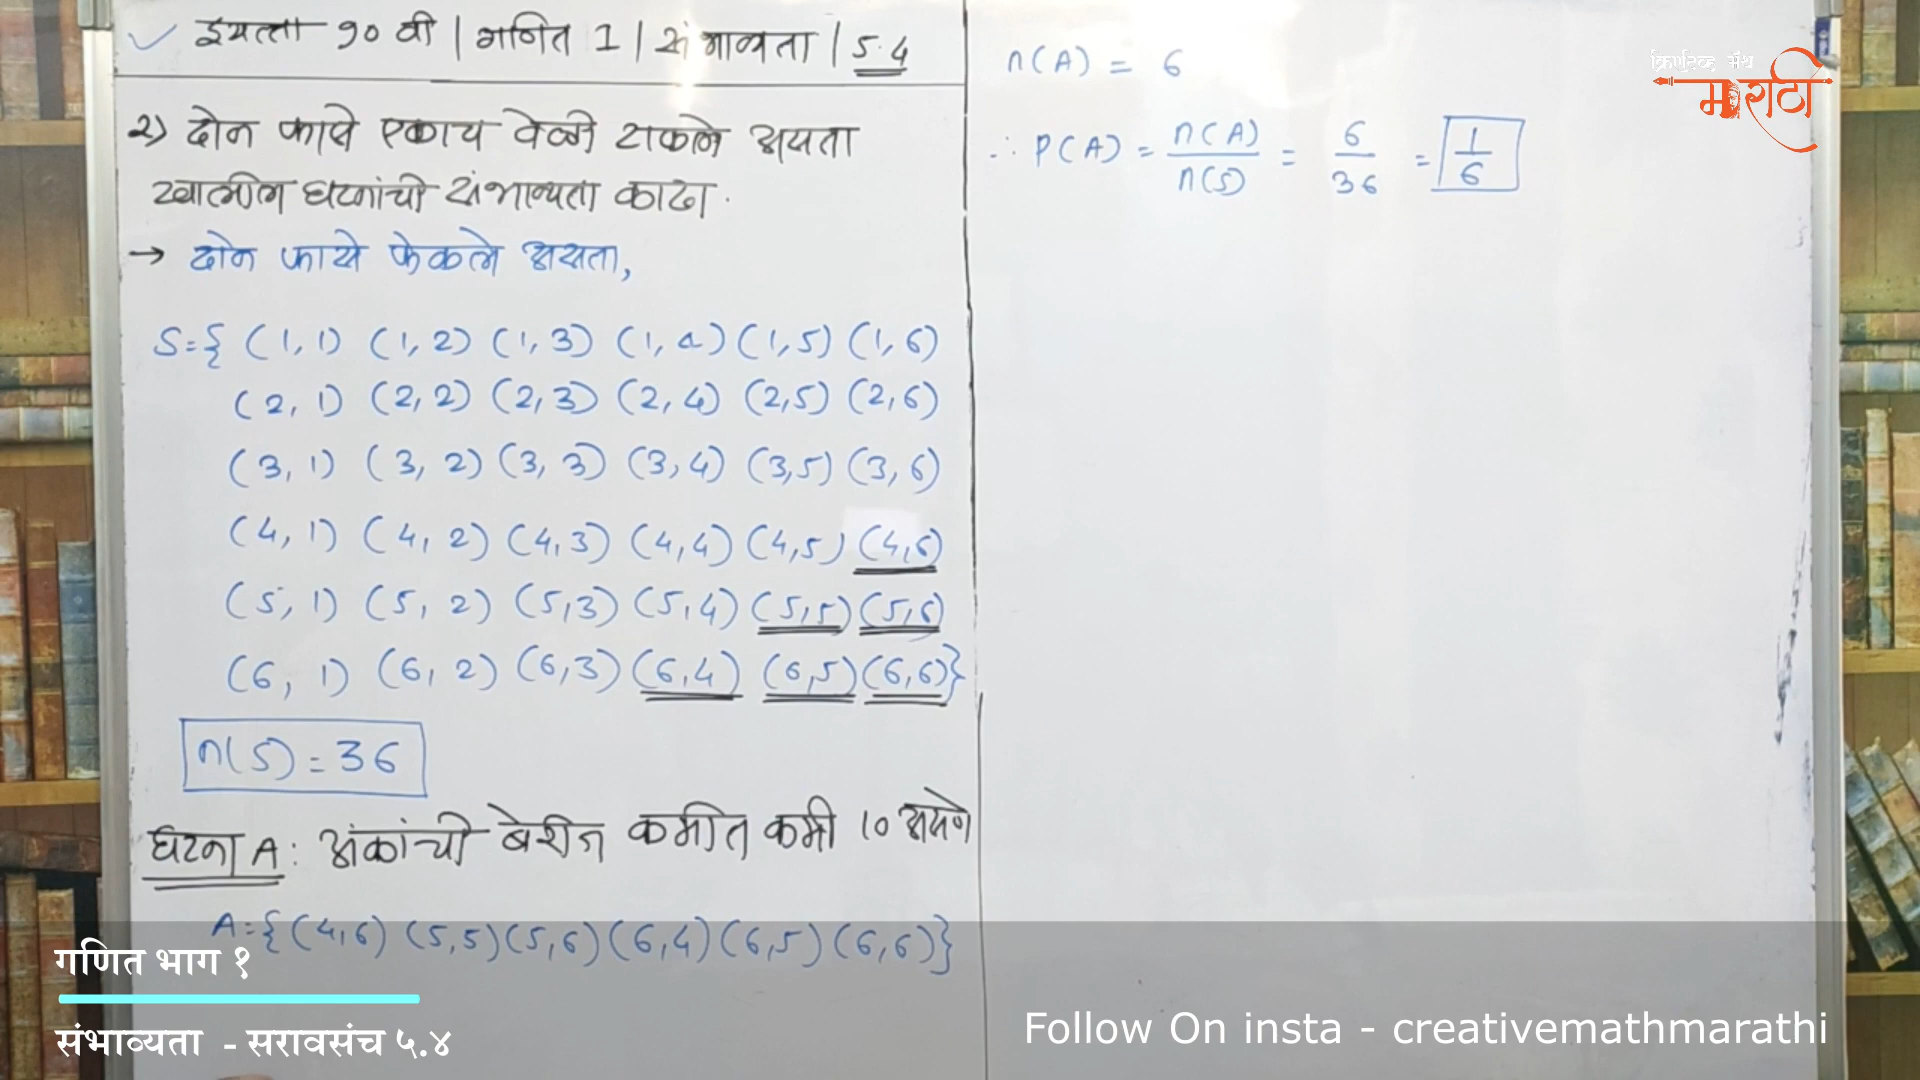 इयत्ता १० वी | गणित 1 | संभाव्यता | 5.4
२) दोन फासे एकाच वेळी टाकले असता
खालील घटनांची संभाव्यता काढा.
→ दोन फासे फेकले असता,
S={ (1,1) (1,2) (1,3) (1,4) (1,5) (1,6)
(2,1) (2,2) (2,3) (2,4) (2,5) (2,6)
(3,1) (3,2) (3,3) (3,4) (3,5) (3,6)
(4,1) (4,2) (4,3) (4,4) (4,5) (4,6)
(5,1) (5,2) (5,3) (5,4) (5,5) (5,6)
(6,1) (6,2) (6,3) (6,4) (6,5) (6,6)}
n(S) = 36
घटना A: अंकांची बेरीज कमीत कमी 10 असणे
A={(4,6) (5,5) (5,6) (6,4) (6,5) (6,6)}
n(A) = 6
∴ P(A) = n(A)/n(S) = 6/36 = 1/6
क्रिएटिव्ह मॅथ
मराठी
गणित भाग १
संभाव्यता - सरावसंच ५.४
Follow On insta - creativemathmarathi